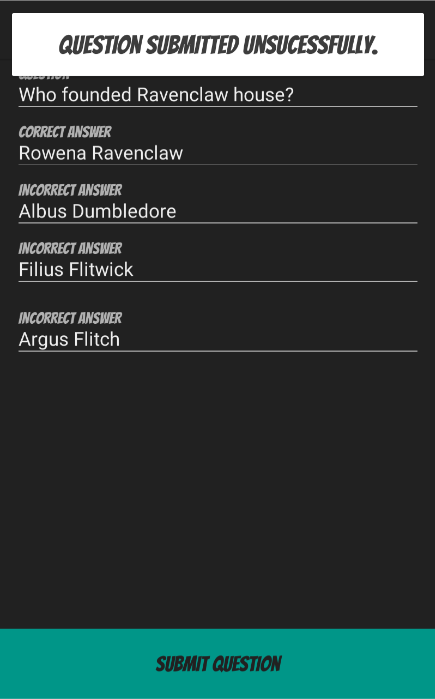 QUESTION SUBMITTED UNSUCESSFULLY.
QUESTION
Who founded Ravenclaw house?
CORRECT ANSWER
Rowena Ravenclaw
INCORRECT ANSWER
Albus Dumbledore
INCORRECT ANSWER
Filius Flitwick
INCORRECT ANSWER
Argus Flitch
SUBMIT QUESTION